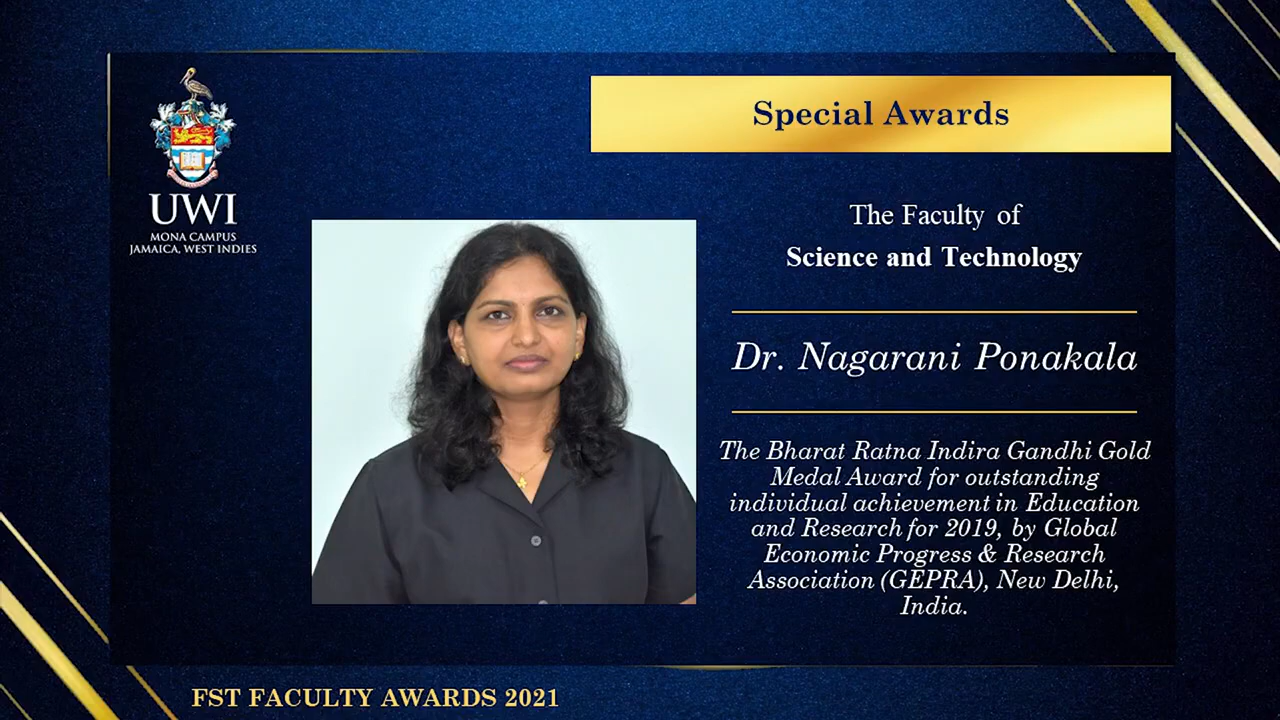 UWI
MONA CAMPUS
JAMAICA, WEST INDIES
Special Awards
The Faculty of
Science and Technology
Dr. Nagarani Ponakala
The Bharat Ratna Indira Gandhi Gold
Medal Award for outstanding
individual achievement in Education
and Research for 2019, by Global
Economic Progress & Research
Association (GEPRA), New Delhi,
India.
FST FACULTY AWARDS 2021